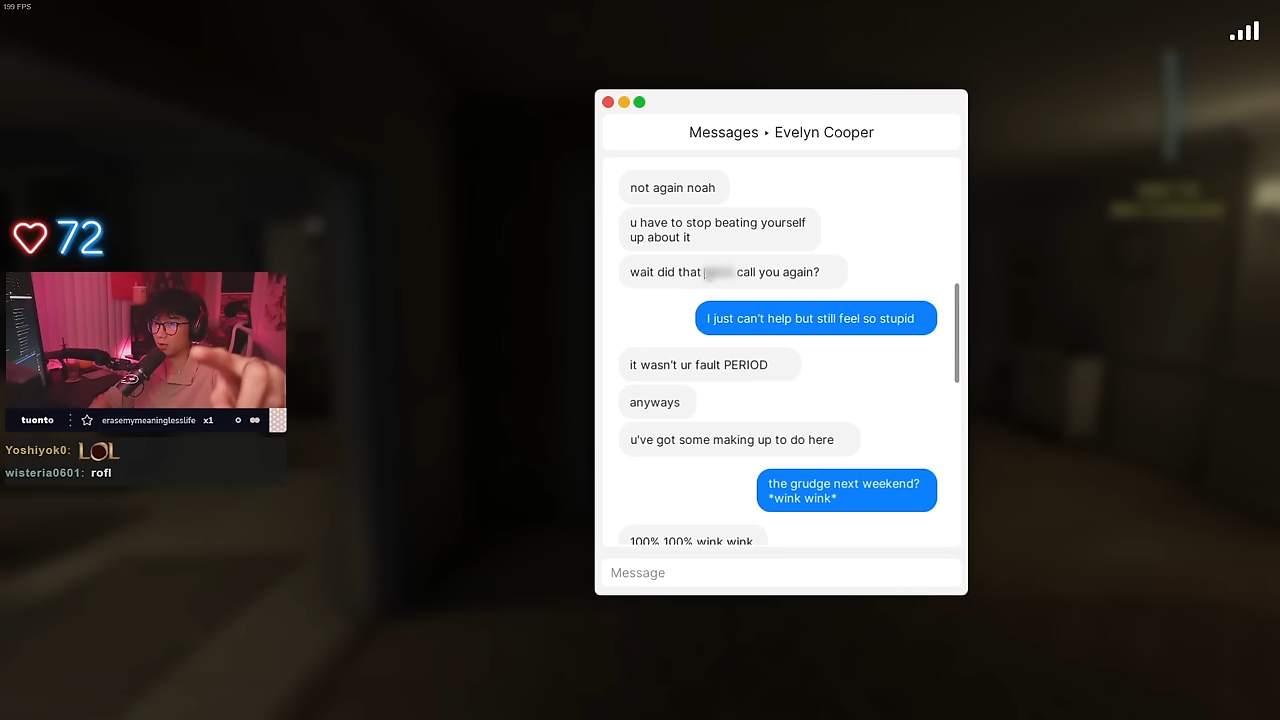 199 FPS
Messages ▸ Evelyn Cooper
not again noah
u have to stop beating yourself
up about it
wait did that call you again?
I just can't help but still feel so stupid
it wasn't ur fault PERIOD
anyways
u've got some making up to do here
the grudge next weekend?
*wink wink*
100% 100% wink wink
Message
72
tuonto
erasemymeaninglesslife x1
Yoshiyok0: LOL
wisteria0601: rofl